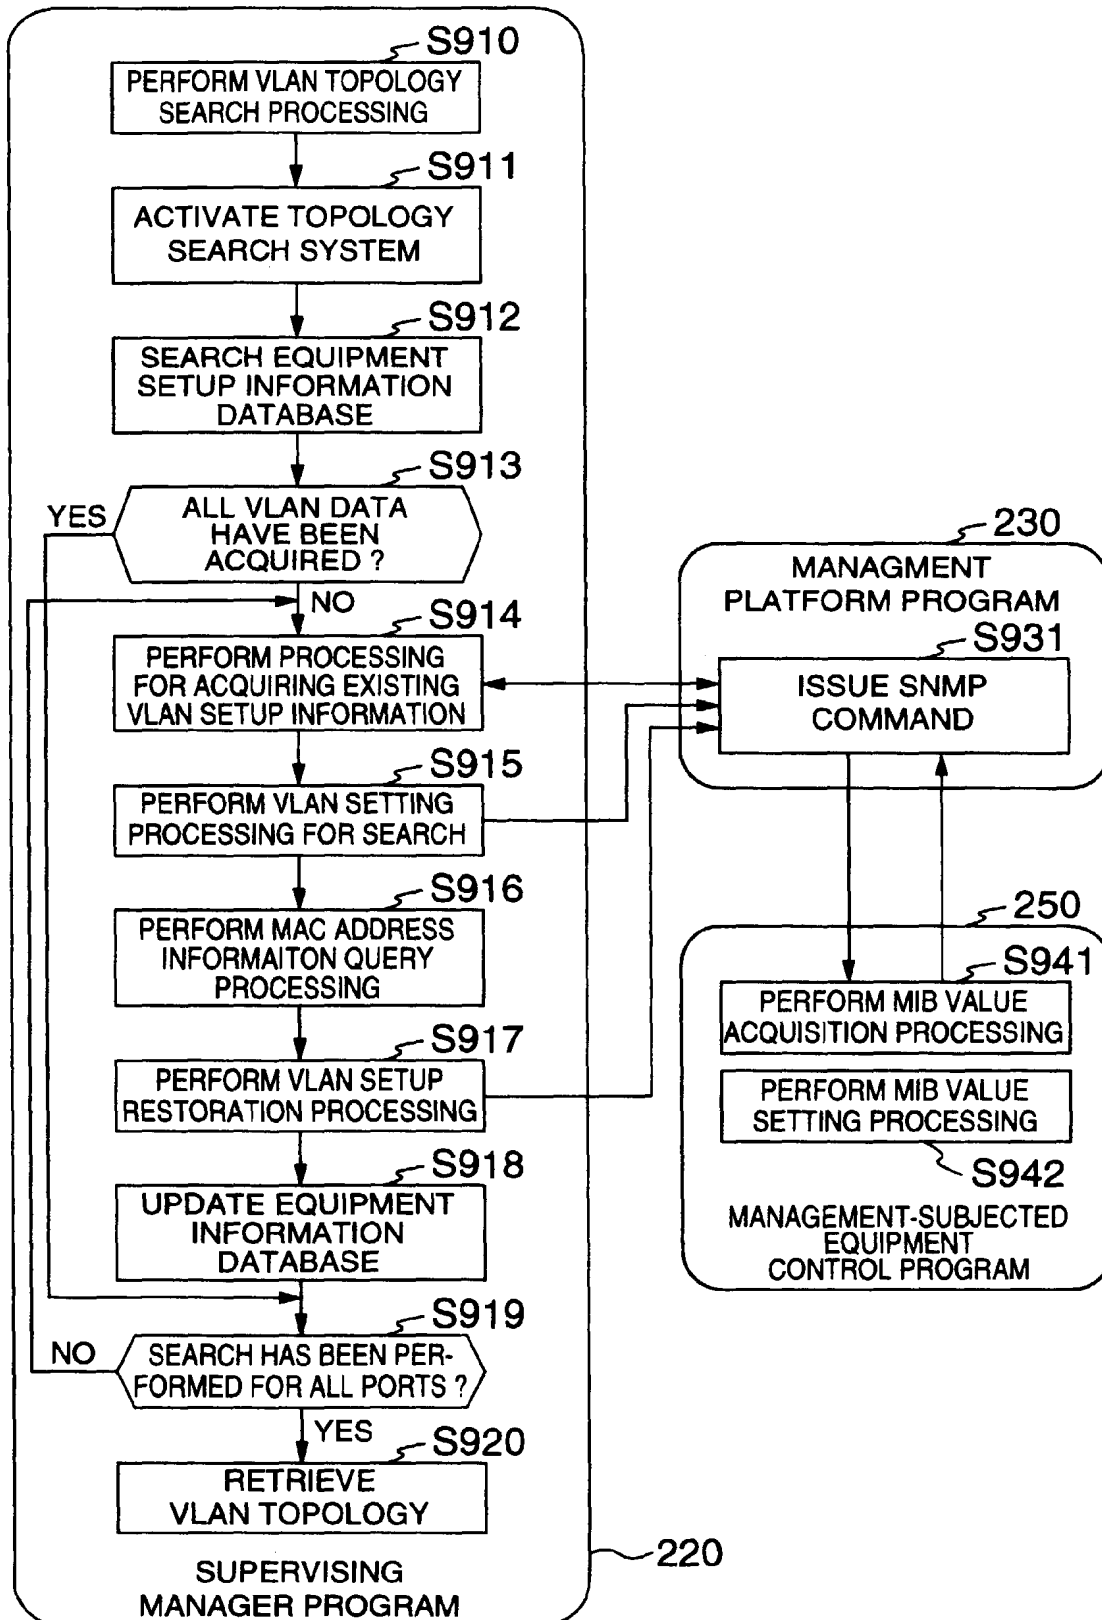 S910
PERFORM VLAN TOPOLOGY
SEARCH PROCESSING
S911
ACTIVATE TOPOLOGY
SEARCH SYSTEM
S912
SEARCH EQUIPMENT
SETUP INFORMATION
DATABASE
S913
ALL VLAN DATA
HAVE BEEN
ACQUIRED ?
YES
NO
S914
PERFORM PROCESSING
FOR ACQUIRING EXISTING
VLAN SETUP INFORMATION
S915
PERFORM VLAN SETTING
PROCESSING FOR SEARCH
S916
PERFORM MAC ADDRESS
INFORMAITON QUERY
PROCESSING
S917
PERFORM VLAN SETUP
RESTORATION PROCESSING
S918
UPDATE EQUIPMENT
INFORMATION
DATABASE
S919
NO
SEARCH HAS BEEN PER-
FORMED FOR ALL PORTS ?
YES
S920
RETRIEVE
VLAN TOPOLOGY
220
SUPERVISING
MANAGER PROGRAM
230
MANAGMENT
PLATFORM PROGRAM
S931
ISSUE SNMP
COMMAND
250
S941
PERFORM MIB VALUE
ACQUISITION PROCESSING
PERFORM MIB VALUE
SETTING PROCESSING
S942
MANAGEMENT-SUBJECTED
EQUIPMENT
CONTROL PROGRAM